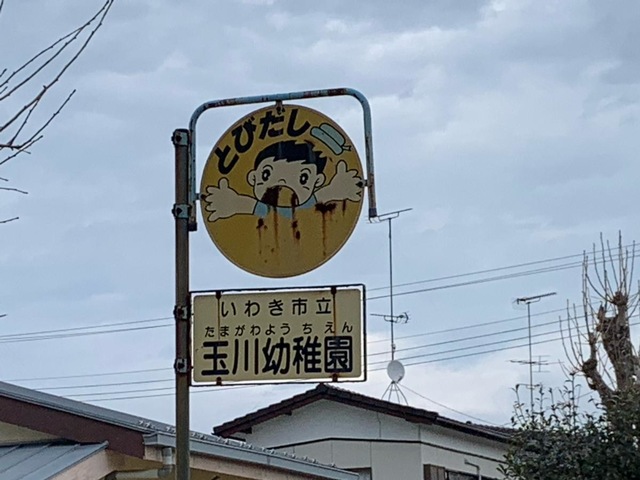 とびだし
いわき市立
たまがわようちえん
玉川幼稚園